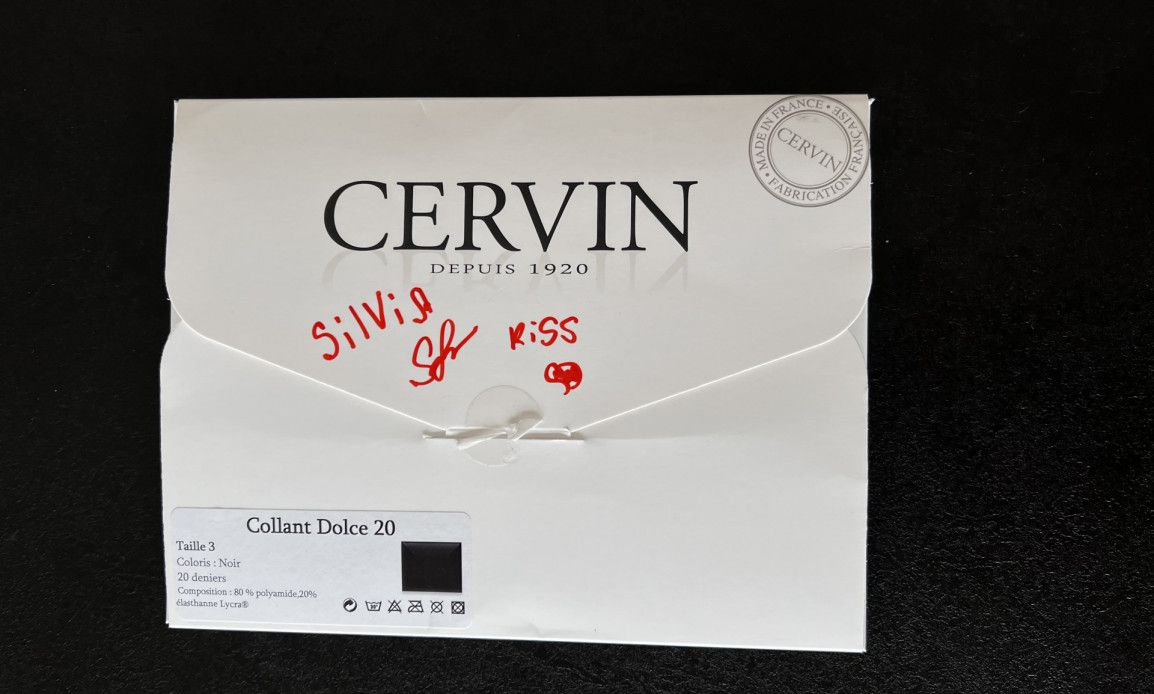 MADE IN FRANCE • FABRICATION FRANÇAISE •
CERVIN
CERVIN
DEPUIS 1920
SilViA
KiSS
Collant Dolce 20
Taille 3
Coloris : Noir
20 deniers
Composition : 80 % polyamide,20%
élasthanne Lycra®